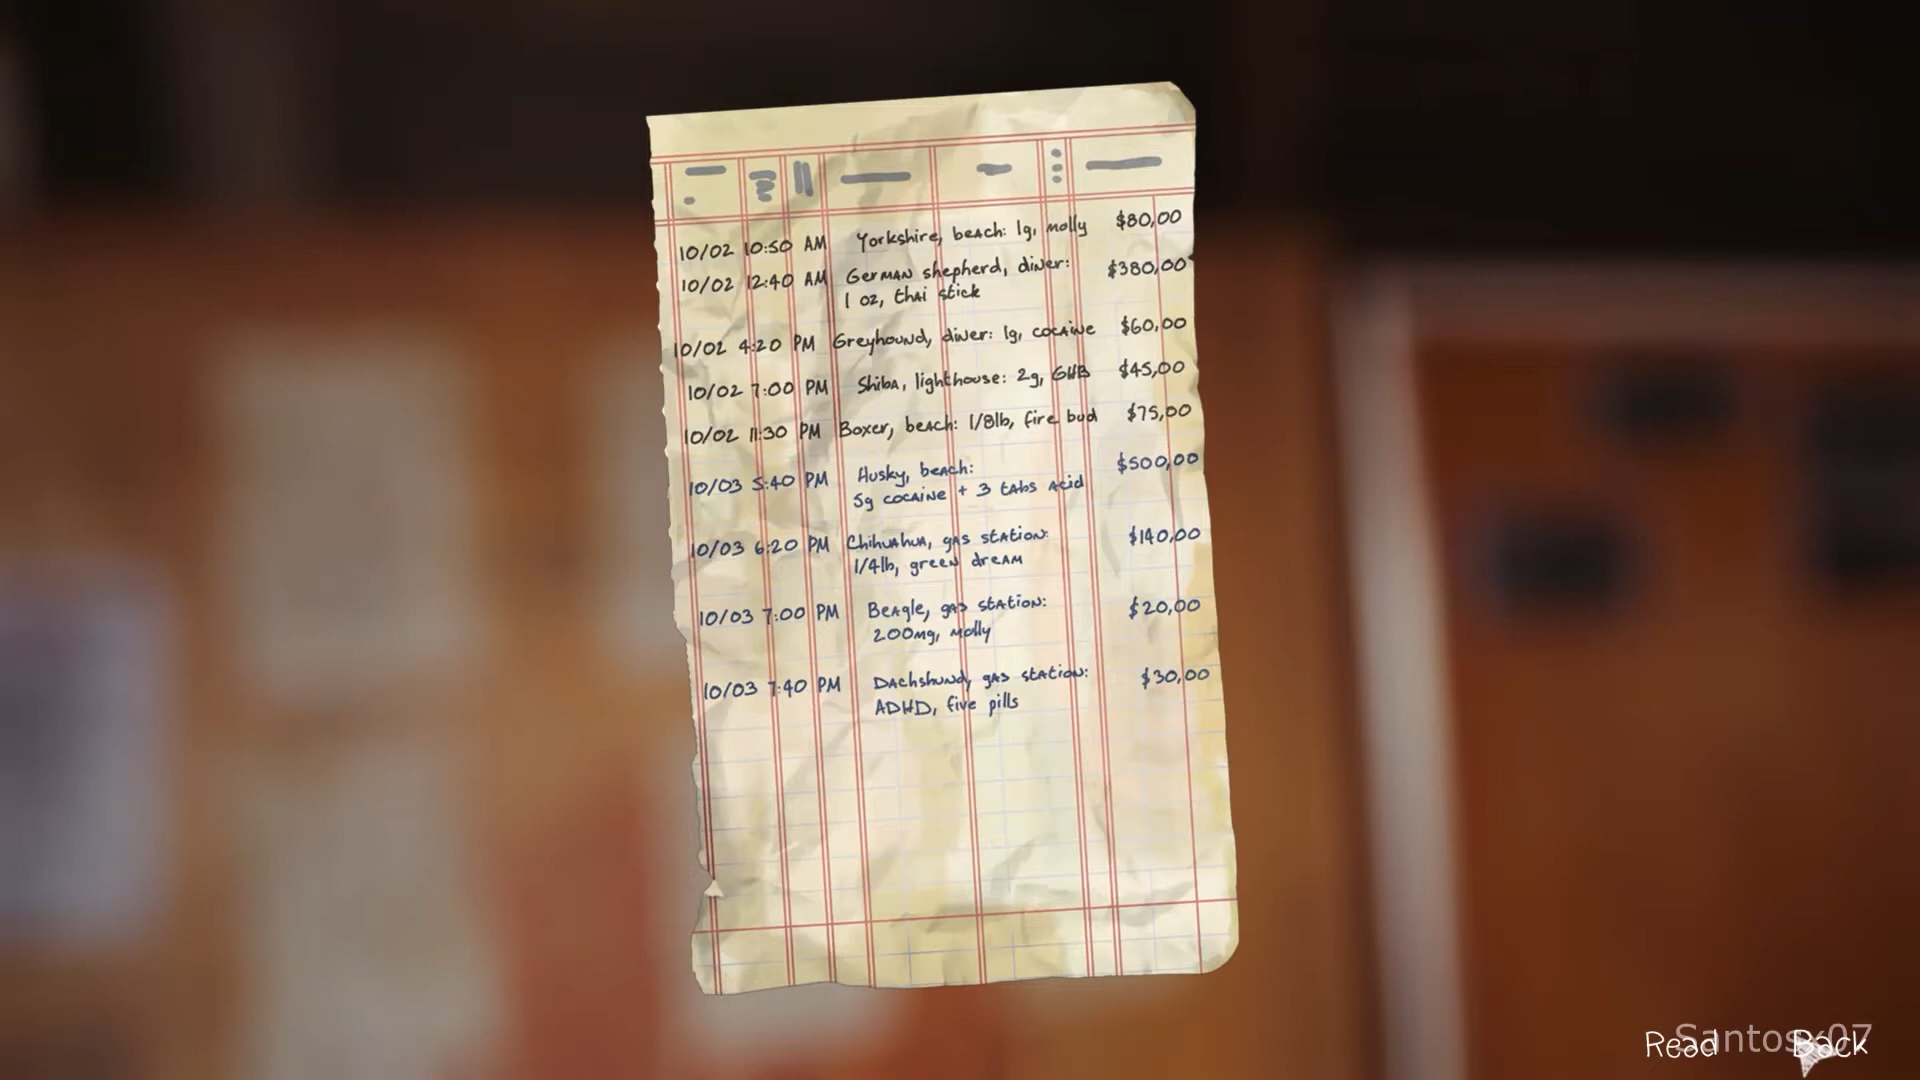 10/02 10:50 AM Yorkshire, beach: 1g, molly $80,00
10/02 12:40 AM German shepherd, diner: $380,00
1 oz, thai stick
10/02 4:20 PM Greyhound, diner: 1g, cocaine $60,00
10/02 7:00 PM Shiba, lighthouse: 2g, GHB $45,00
10/02 11:30 PM Boxer, beach: 1/8lb, fire bud $75,00
10/03 5:40 PM Husky, beach: $500,00
5g cocaine + 3 tabs acid
10/03 6:20 PM Chihuahua, gas station: $140,00
1/4lb, green dream
10/03 7:00 PM Beagle, gas station: $20,00
200mg, molly
10/03 7:40 PM Dachshund, gas station: $30,00
ADHD, five pills
Read Back
Santosx07